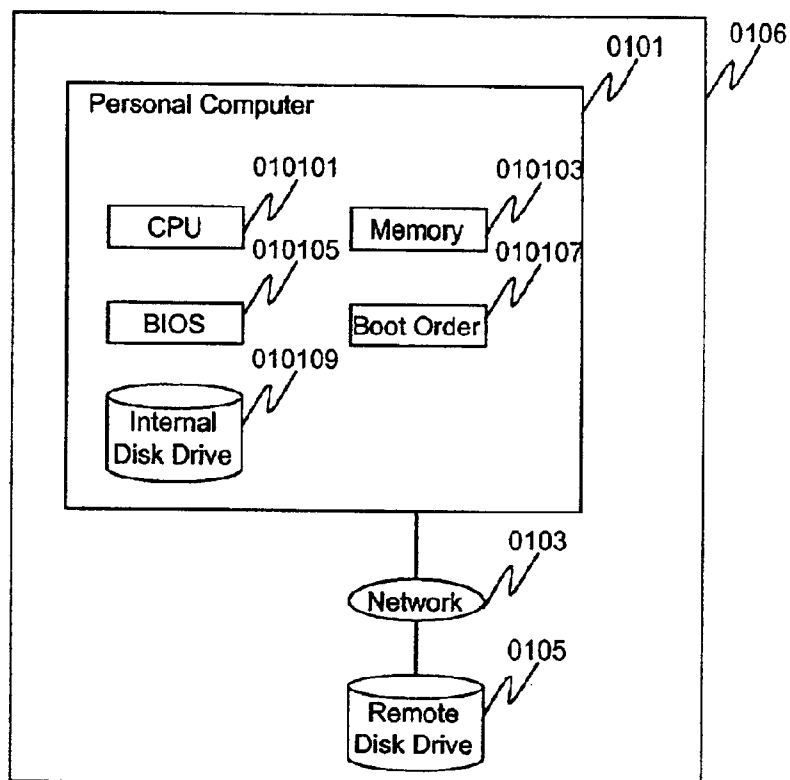 0101
0106
Personal Computer
010101
010103
CPU
Memory
010105
010107
BIOS
Boot Order
010109
Internal
Disk Drive
0103
Network
0105
Remote
Disk Drive